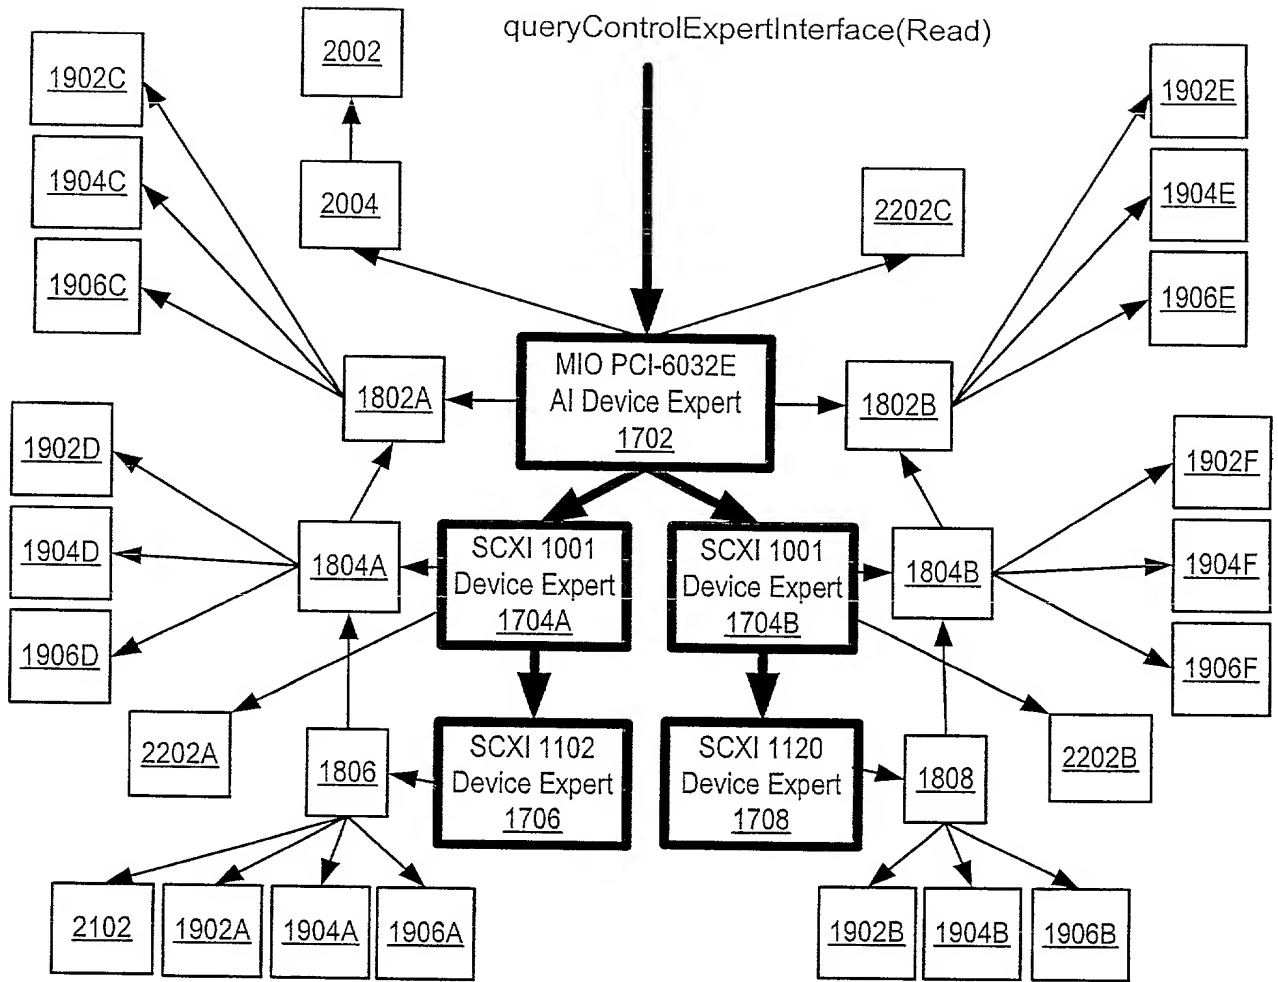 queryControlExpertInterface(Read)
2002
1902C
1902E
1904C
2004
2202C
1904E
1906C
1906E
MIO PCI-6032E
AI Device Expert
1702
1802A
1802B
1902D
1902F
1904D
1804A
SCXI 1001
Device Expert
1704A
SCXI 1001
Device Expert
1704B
1804B
1904F
1906D
1906F
2202A
1806
SCXI 1102
Device Expert
1706
SCXI 1120
Device Expert
1708
1808
2202B
2102
1902A
1904A
1906A
1902B
1904B
1906B